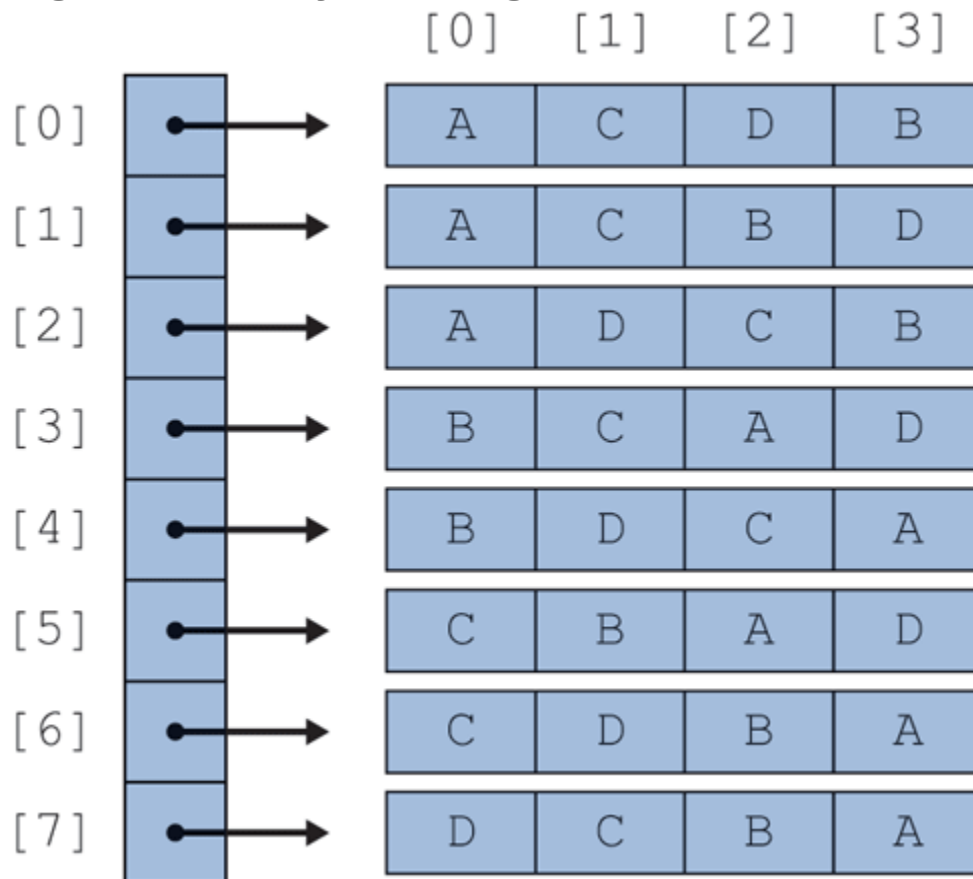 [0] [1] [2] [3]
[0] A C D B
[1] A C B D
[2] A D C B
[3] B C A D
[4] B D C A
[5] C B A D
[6] C D B A
[7] D C B A